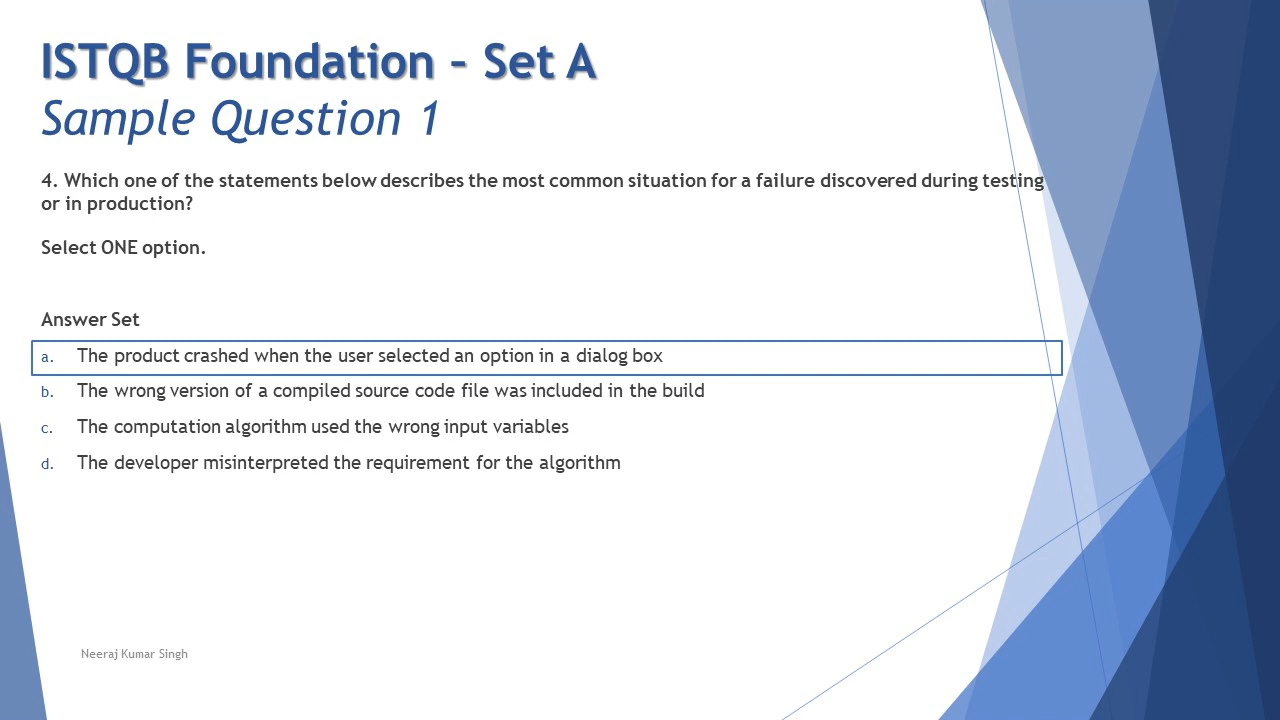 ISTQB Foundation – Set A
Sample Question 1
4. Which one of the statements below describes the most common situation for a failure discovered during testing
or in production?
Select ONE option.
Answer Set
a. The product crashed when the user selected an option in a dialog box
b. The wrong version of a compiled source code file was included in the build
c. The computation algorithm used the wrong input variables
d. The developer misinterpreted the requirement for the algorithm
Neeraj Kumar Singh